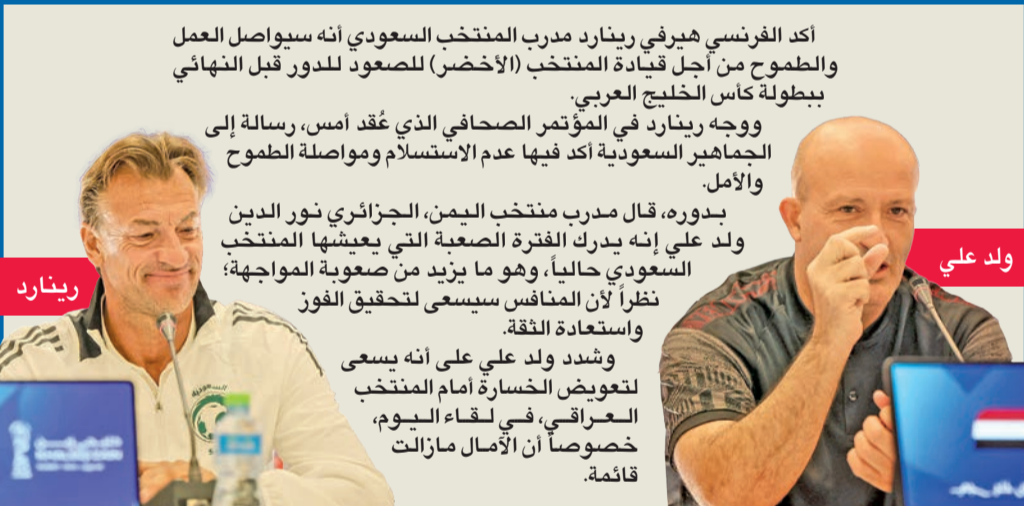 أكد الفرنسي هيرفي رينارد مدرب المنتخب السعودي أنه سيواصل العمل
والطموح من أجل قيادة المنتخب (الأخضر) للصعود للدور قبل النهائي
ببطولة كأس الخليج العربي.
ووجه رينارد في المؤتمر الصحافي الذي عُقد أمس، رسالة إلى
الجماهير السعودية أكد فيها عدم الاستسلام ومواصلة الطموح
والأمل.
بدوره، قال مدرب منتخب اليمن، الجزائري نور الدين
ولد علي إنه يدرك الفترة الصعبة التي يعيشها المنتخب
السعودي حالياً، وهو ما يزيد من صعوبة المواجهة؛
نظراً لأن المنافس سيسعى لتحقيق الفوز
واستعادة الثقة.
وشدد ولد علي على أنه يسعى
لتعويض الخسارة أمام المنتخب
العراقي، في لقاء اليوم،
خصوصاً أن الآمال مازالت
قائمة.
ولد علي
رينارد
السعودية